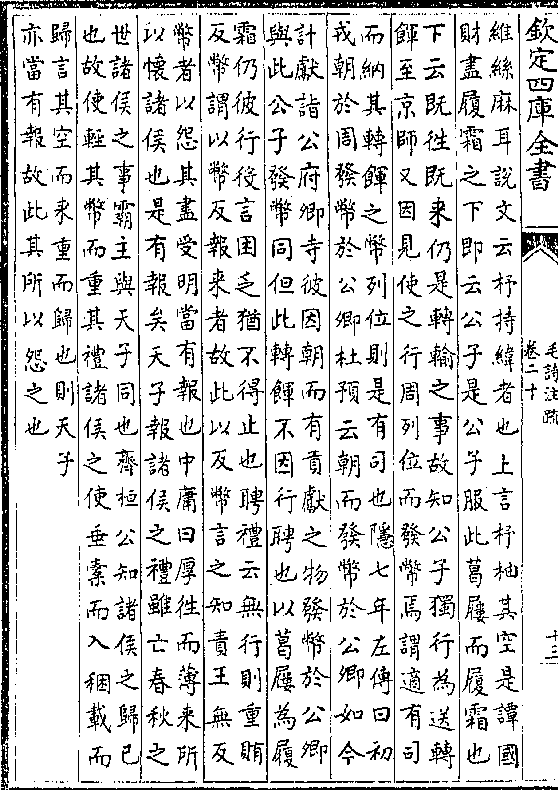 欽定四庫全書
毛詩注疏
卷二十
十三
維絲麻耳說文云杼持緯者也上言杼柚其空是譚國
財盡履霜之下即云公子是公子服此葛屨而履霜也
下云既徃既来仍是轉輸之事故知公子獨行為送轉
餫至京師又因見使之行周列位而發幣焉謂適有司
而納其轉餫之幣列位則是有司也隱七年左傳曰初
戎朝於周發幣於公卿杜預云朝而發幣於公卿如今
計獻詣公府卿寺彼因朝而有貢獻之物發幣於公卿
與此公子發幣同但此轉餫不因行聘也以葛屨為履
霜仍彼行役言困乏猶不得止也聘禮云無行則重賄
反幣謂以幣反報来者故此以反幣言之知責王無反
幣者以怨其盡受明當有報也中庸曰厚徃而薄来所
以懷諸侯也是有報矣天子報諸侯之禮雖亡春秋之
世諸侯之事霸主與天子同也齊桓公知諸侯之歸已
也故使輕其幣而重其禮諸侯之使垂橐而入稇載而
歸言其空而来重而歸也則天子
亦當有報故此其所以怨之也